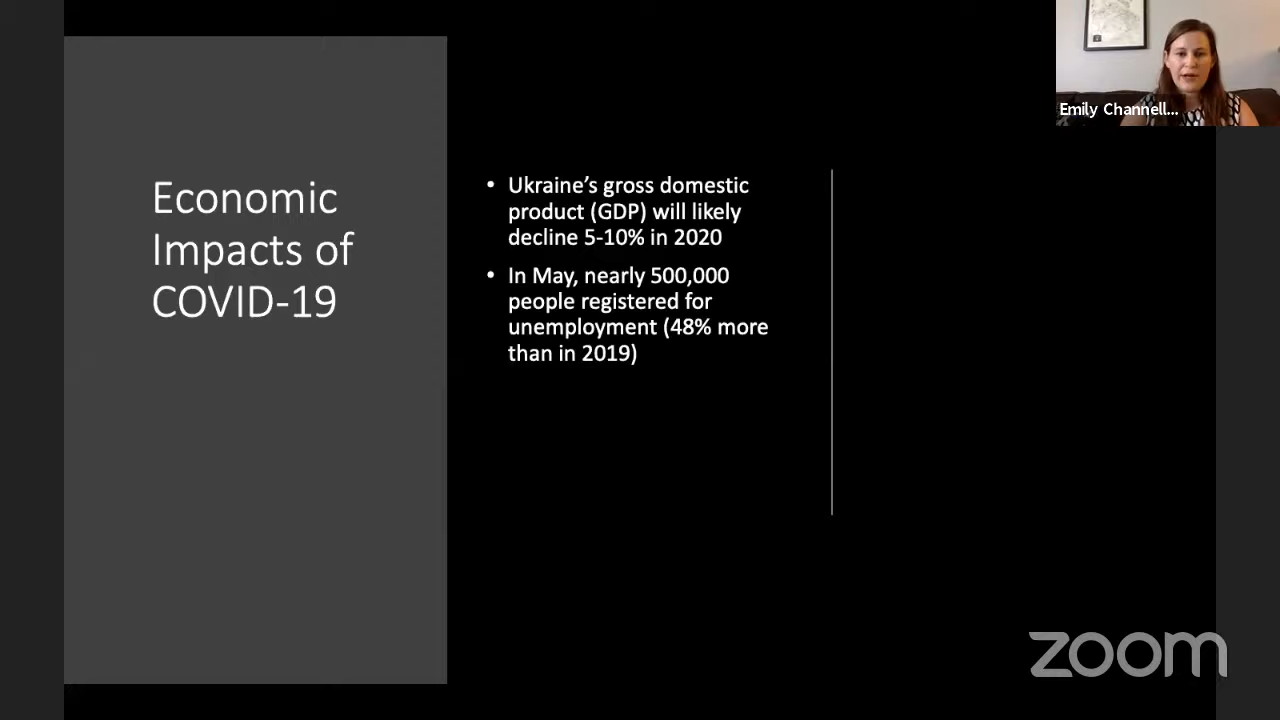 Emily Channell...
Economic
Impacts of
COVID-19
• Ukraine’s gross domestic
product (GDP) will likely
decline 5-10% in 2020
• In May, nearly 500,000
people registered for
unemployment (48% more
than in 2019)
zoom